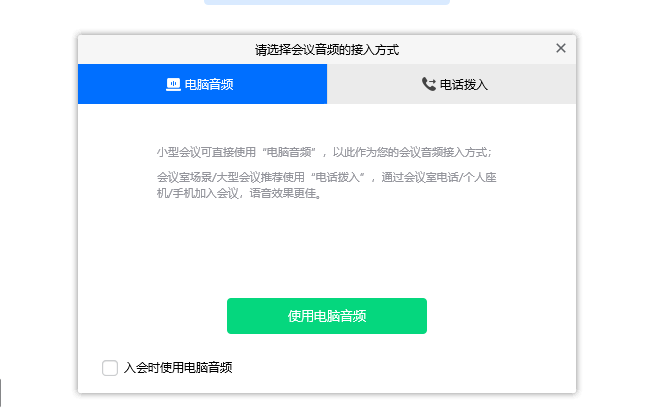 请选择会议音频的接入方式
电脑音频
电话拨入
小型会议可直接使用“电脑音频”，以此作为您的会议音频接入方式；
会议室场景/大型会议推荐使用“电话拨入”，通过会议室电话/个人座
机/手机加入会议，语音效果更佳。
使用电脑音频
入会时使用电脑音频